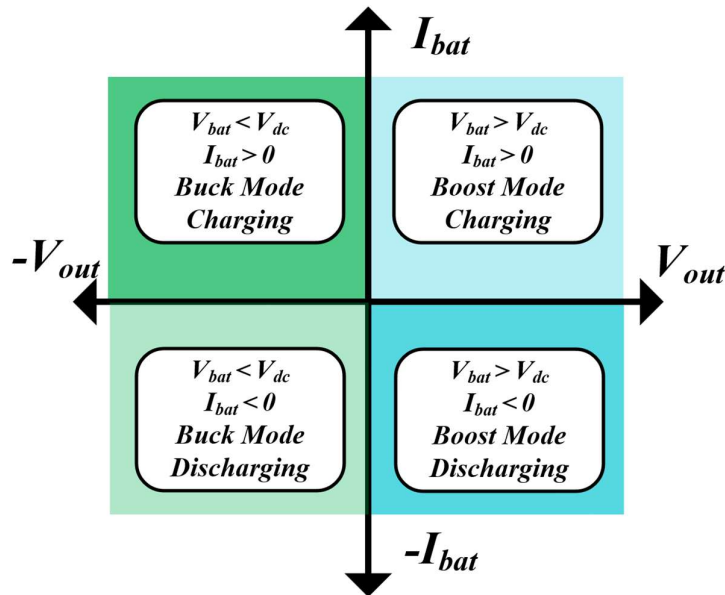 I_bat
V_bat < V_dc
I_bat > 0
Buck Mode
Charging
V_bat > V_dc
I_bat > 0
Boost Mode
Charging
-V_out
V_out
V_bat < V_dc
I_bat < 0
Buck Mode
Discharging
V_bat > V_dc
I_bat < 0
Boost Mode
Discharging
-I_bat